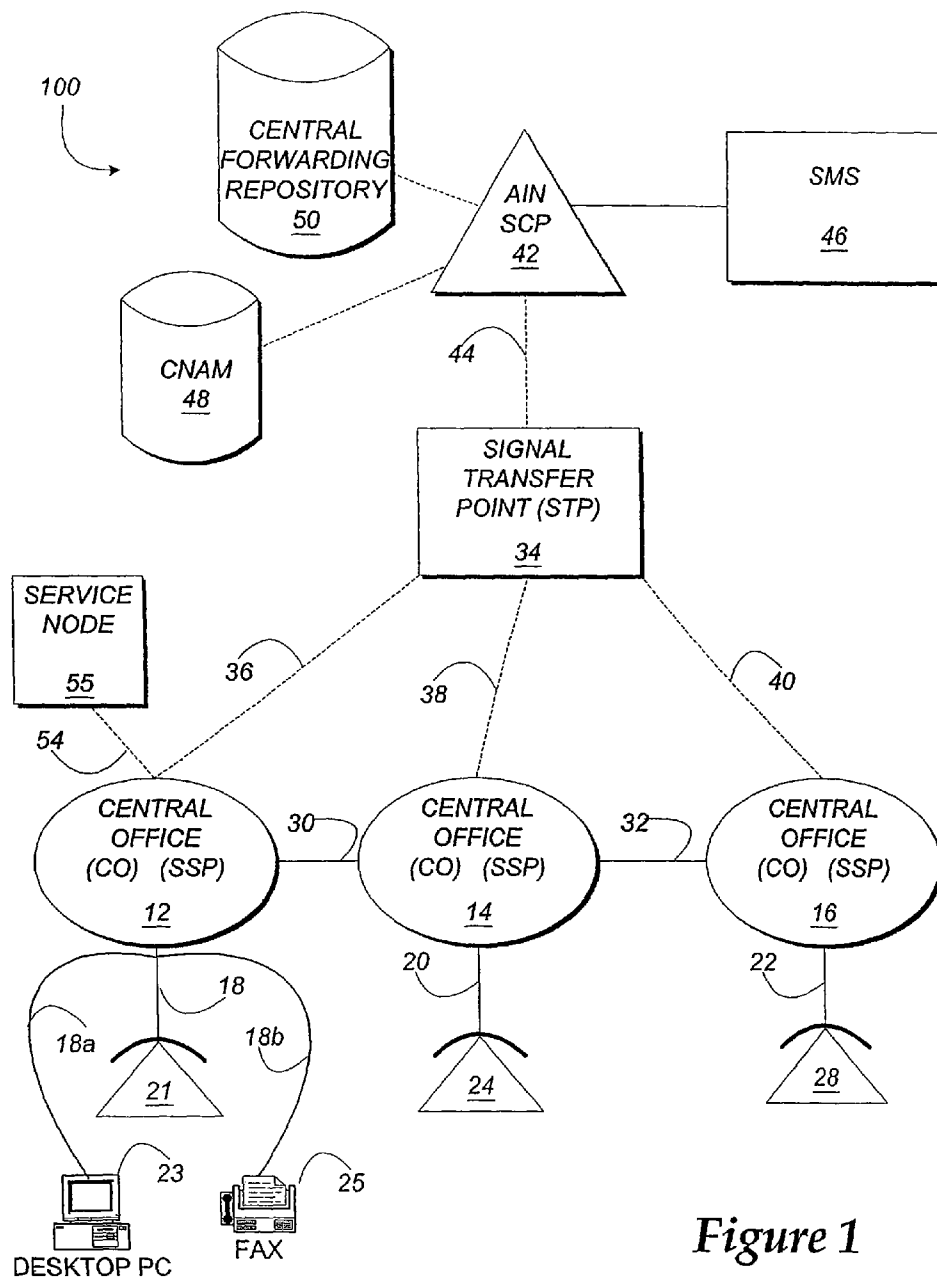 100
CENTRAL
FORWARDING
REPOSITORY
50
AIN
SCP
42
SMS
46
CNAM
48
44
SIGNAL
TRANSFER
POINT (STP)
34
SERVICE
NODE
55
36
38
40
54
CENTRAL
OFFICE
(CO) (SSP)
12
30
CENTRAL
OFFICE
(CO) (SSP)
14
32
CENTRAL
OFFICE
(CO) (SSP)
16
18
20
22
18a
18b
21
24
28
23
25
DESKTOP PC
FAX
Figure 1